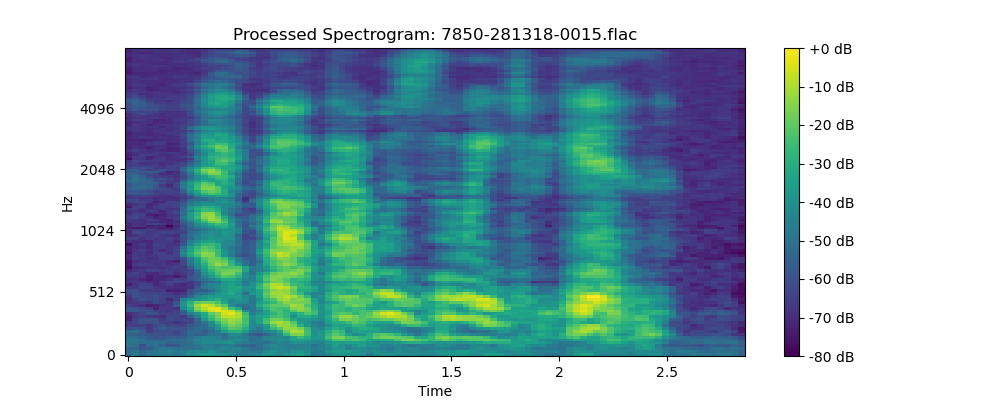 Processed Spectrogram: 7850-281318-0015.flac
Hz
4096
2048
1024
512
0
0
0.5
1
1.5
2
2.5
Time
+0 dB
-10 dB
-20 dB
-30 dB
-40 dB
-50 dB
-60 dB
-70 dB
-80 dB